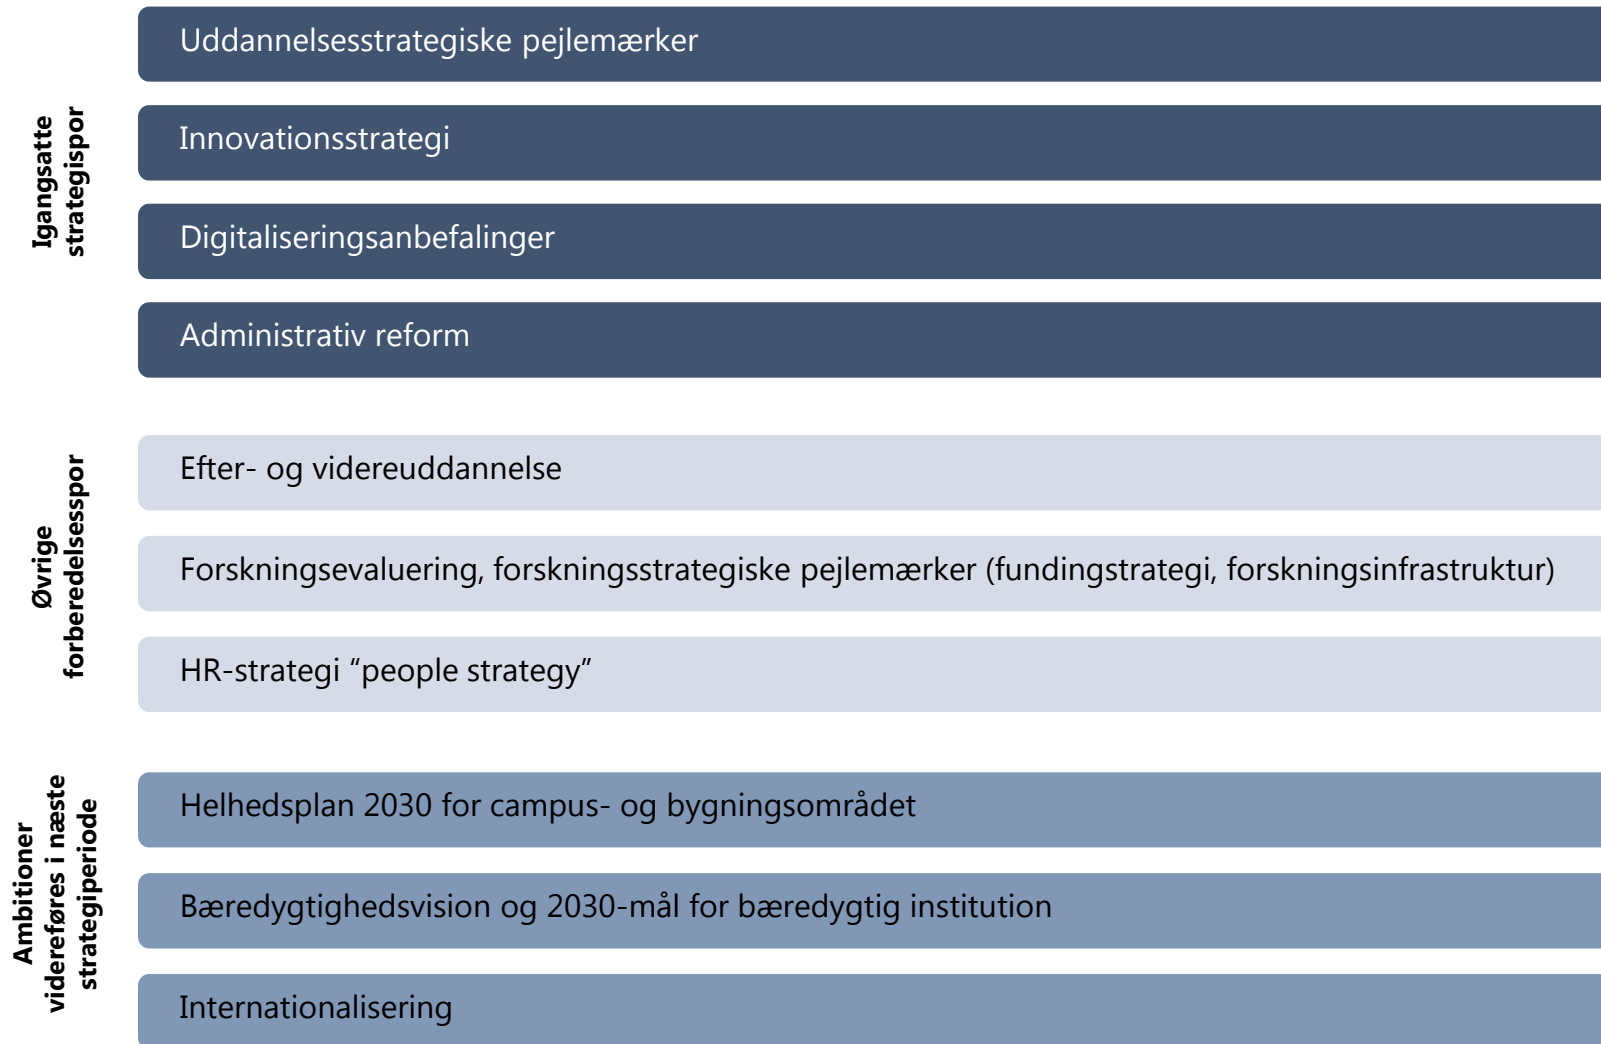 Igangsatte
strategispor
Uddannelsesstrategiske pejlemærker
Innovationsstrategi
Digitaliseringsanbefalinger
Administrativ reform
Øvrige
forberedelsesspor
Efter- og videreuddannelse
Forskningsevaluering, forskningsstrategiske pejlemærker (fundingstrategi, forskningsinfrastruktur)
HR-strategi “people strategy”
Ambitioner
videreføres i næste
strategiperiode
Helhedsplan 2030 for campus- og bygningsområdet
Bæredygtighedsvision og 2030-mål for bæredygtig institution
Internationalisering